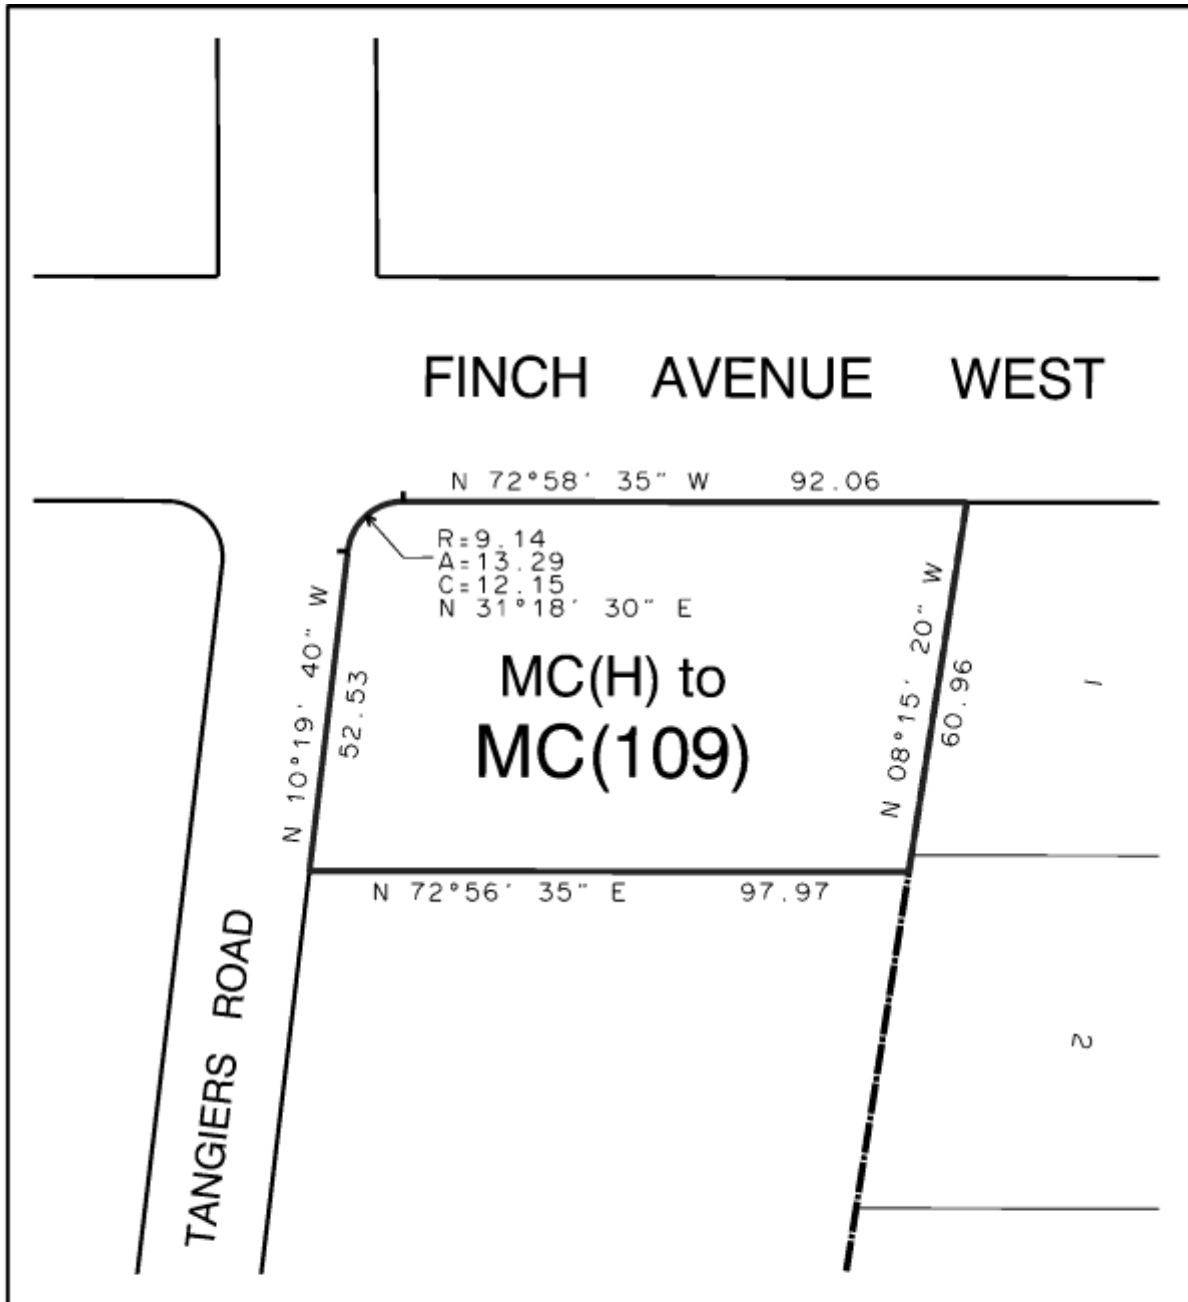 FINCH AVENUE WEST
N 72°58' 35" W 92.06
R=9.14
A=13.29
C=12.15
N 31°18' 30" E
N 10°19' 40" W
52.53
MC(H) to
MC(109)
N 08°15' 20" W
60.96
1
N 72°56' 35" E 97.97
TANGIERS ROAD
2